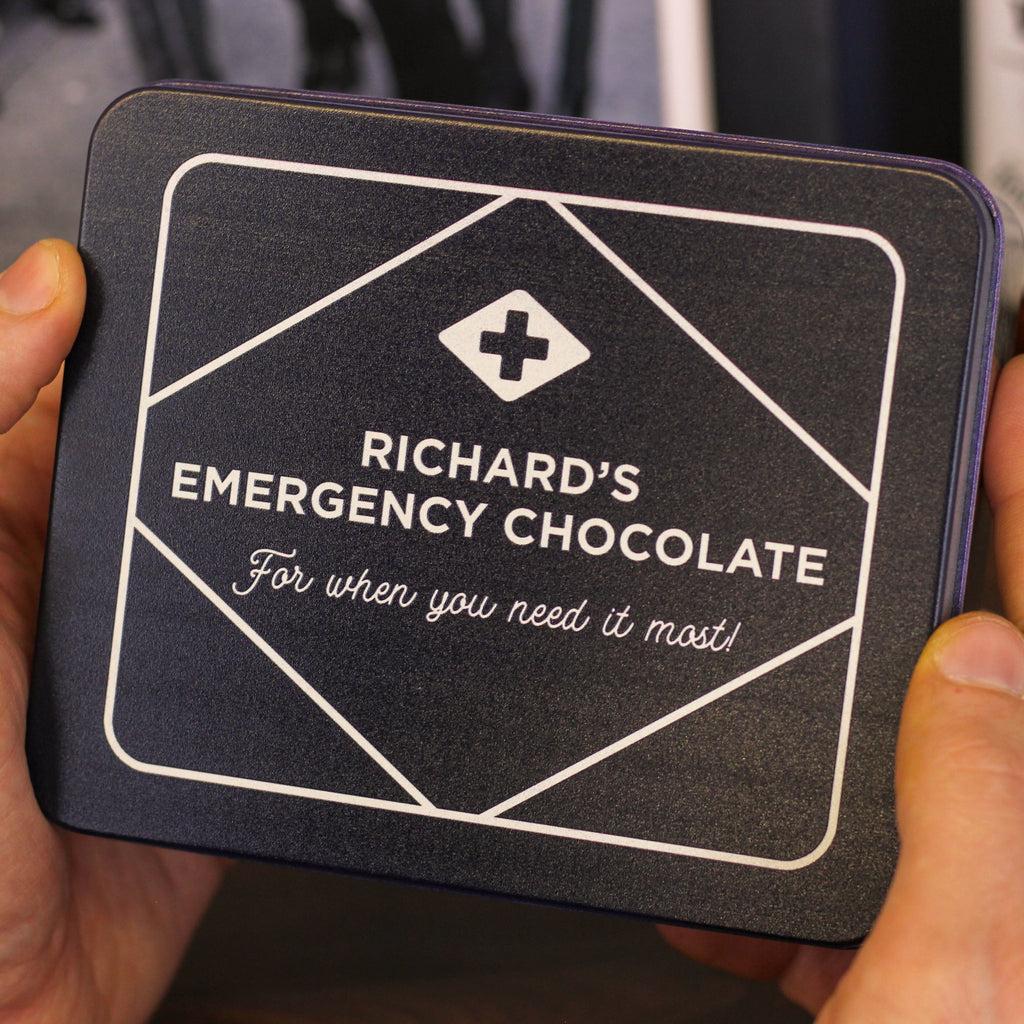 RICHARD'S
EMERGENCY CHOCOLATE
For when you need it most!